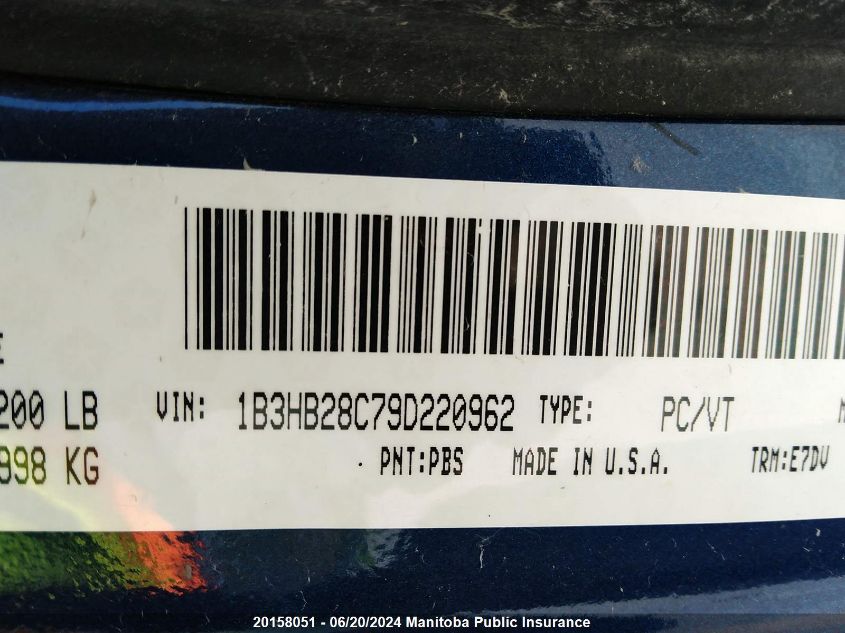 200 LB VIN: 1B3HB28C79D220962 TYPE: PC/VT
998 KG PNT:PBS MADE IN U.S.A. TRM:E7DV
20158051 - 06/20/2024 Manitoba Public Insurance